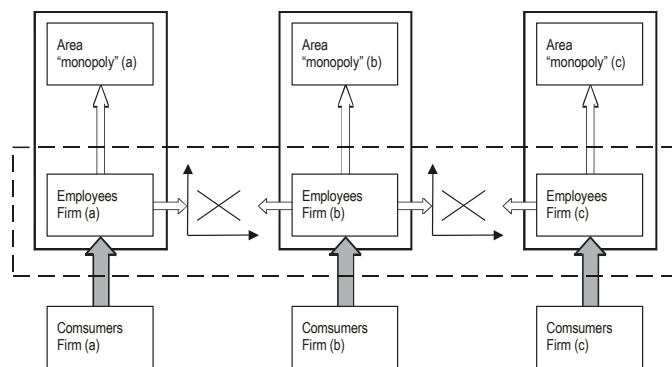 Area
“monopoly” (a)
Area
“monopoly” (b)
Area
“monopoly” (c)
Employees
Firm (a)
Employees
Firm (b)
Employees
Firm (c)
Comsumers
Firm (a)
Comsumers
Firm (b)
Comsumers
Firm (c)